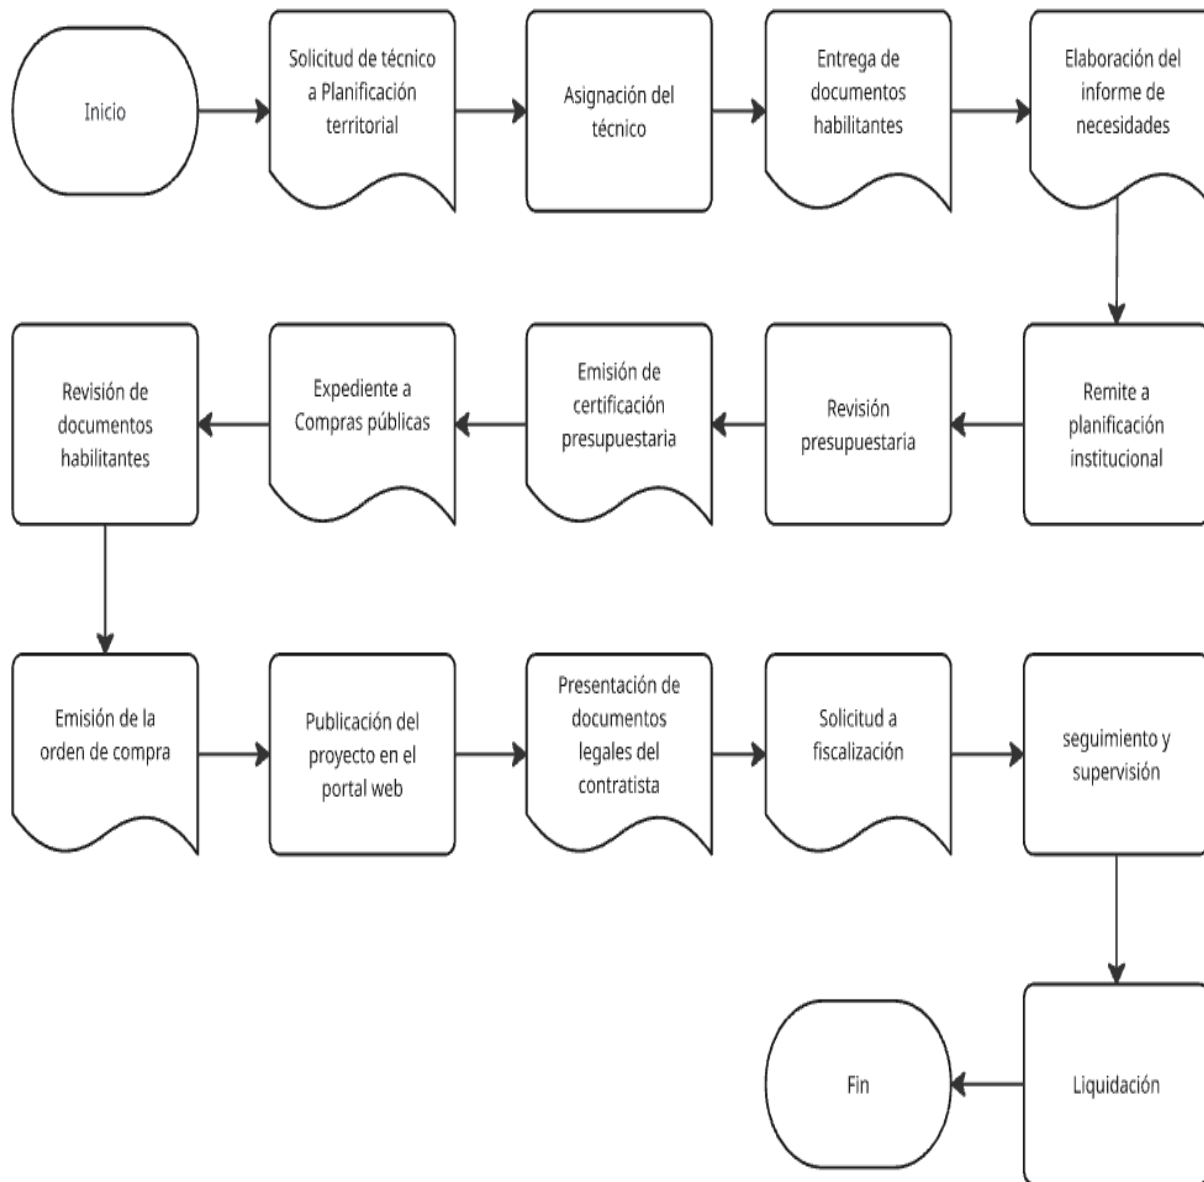 Inicio
Solicitud de técnico
a Planificación
territorial
Asignación del
técnico
Entrega de
documentos
habilitantes
Elaboración del
informe de
necesidades
Remite a
planificación
institucional
Revisión
presupuestaria
Emisión de
certificación
presupuestaria
Expediente a
Compras públicas
Revisión de
documentos
habilitantes
Emisión de la
orden de compra
Publicación del
proyecto en el
portal web
Presentación de
documentos
legales del
contratista
Solicitud a
fiscalización
seguimiento y
supervisión
Liquidación
Fin